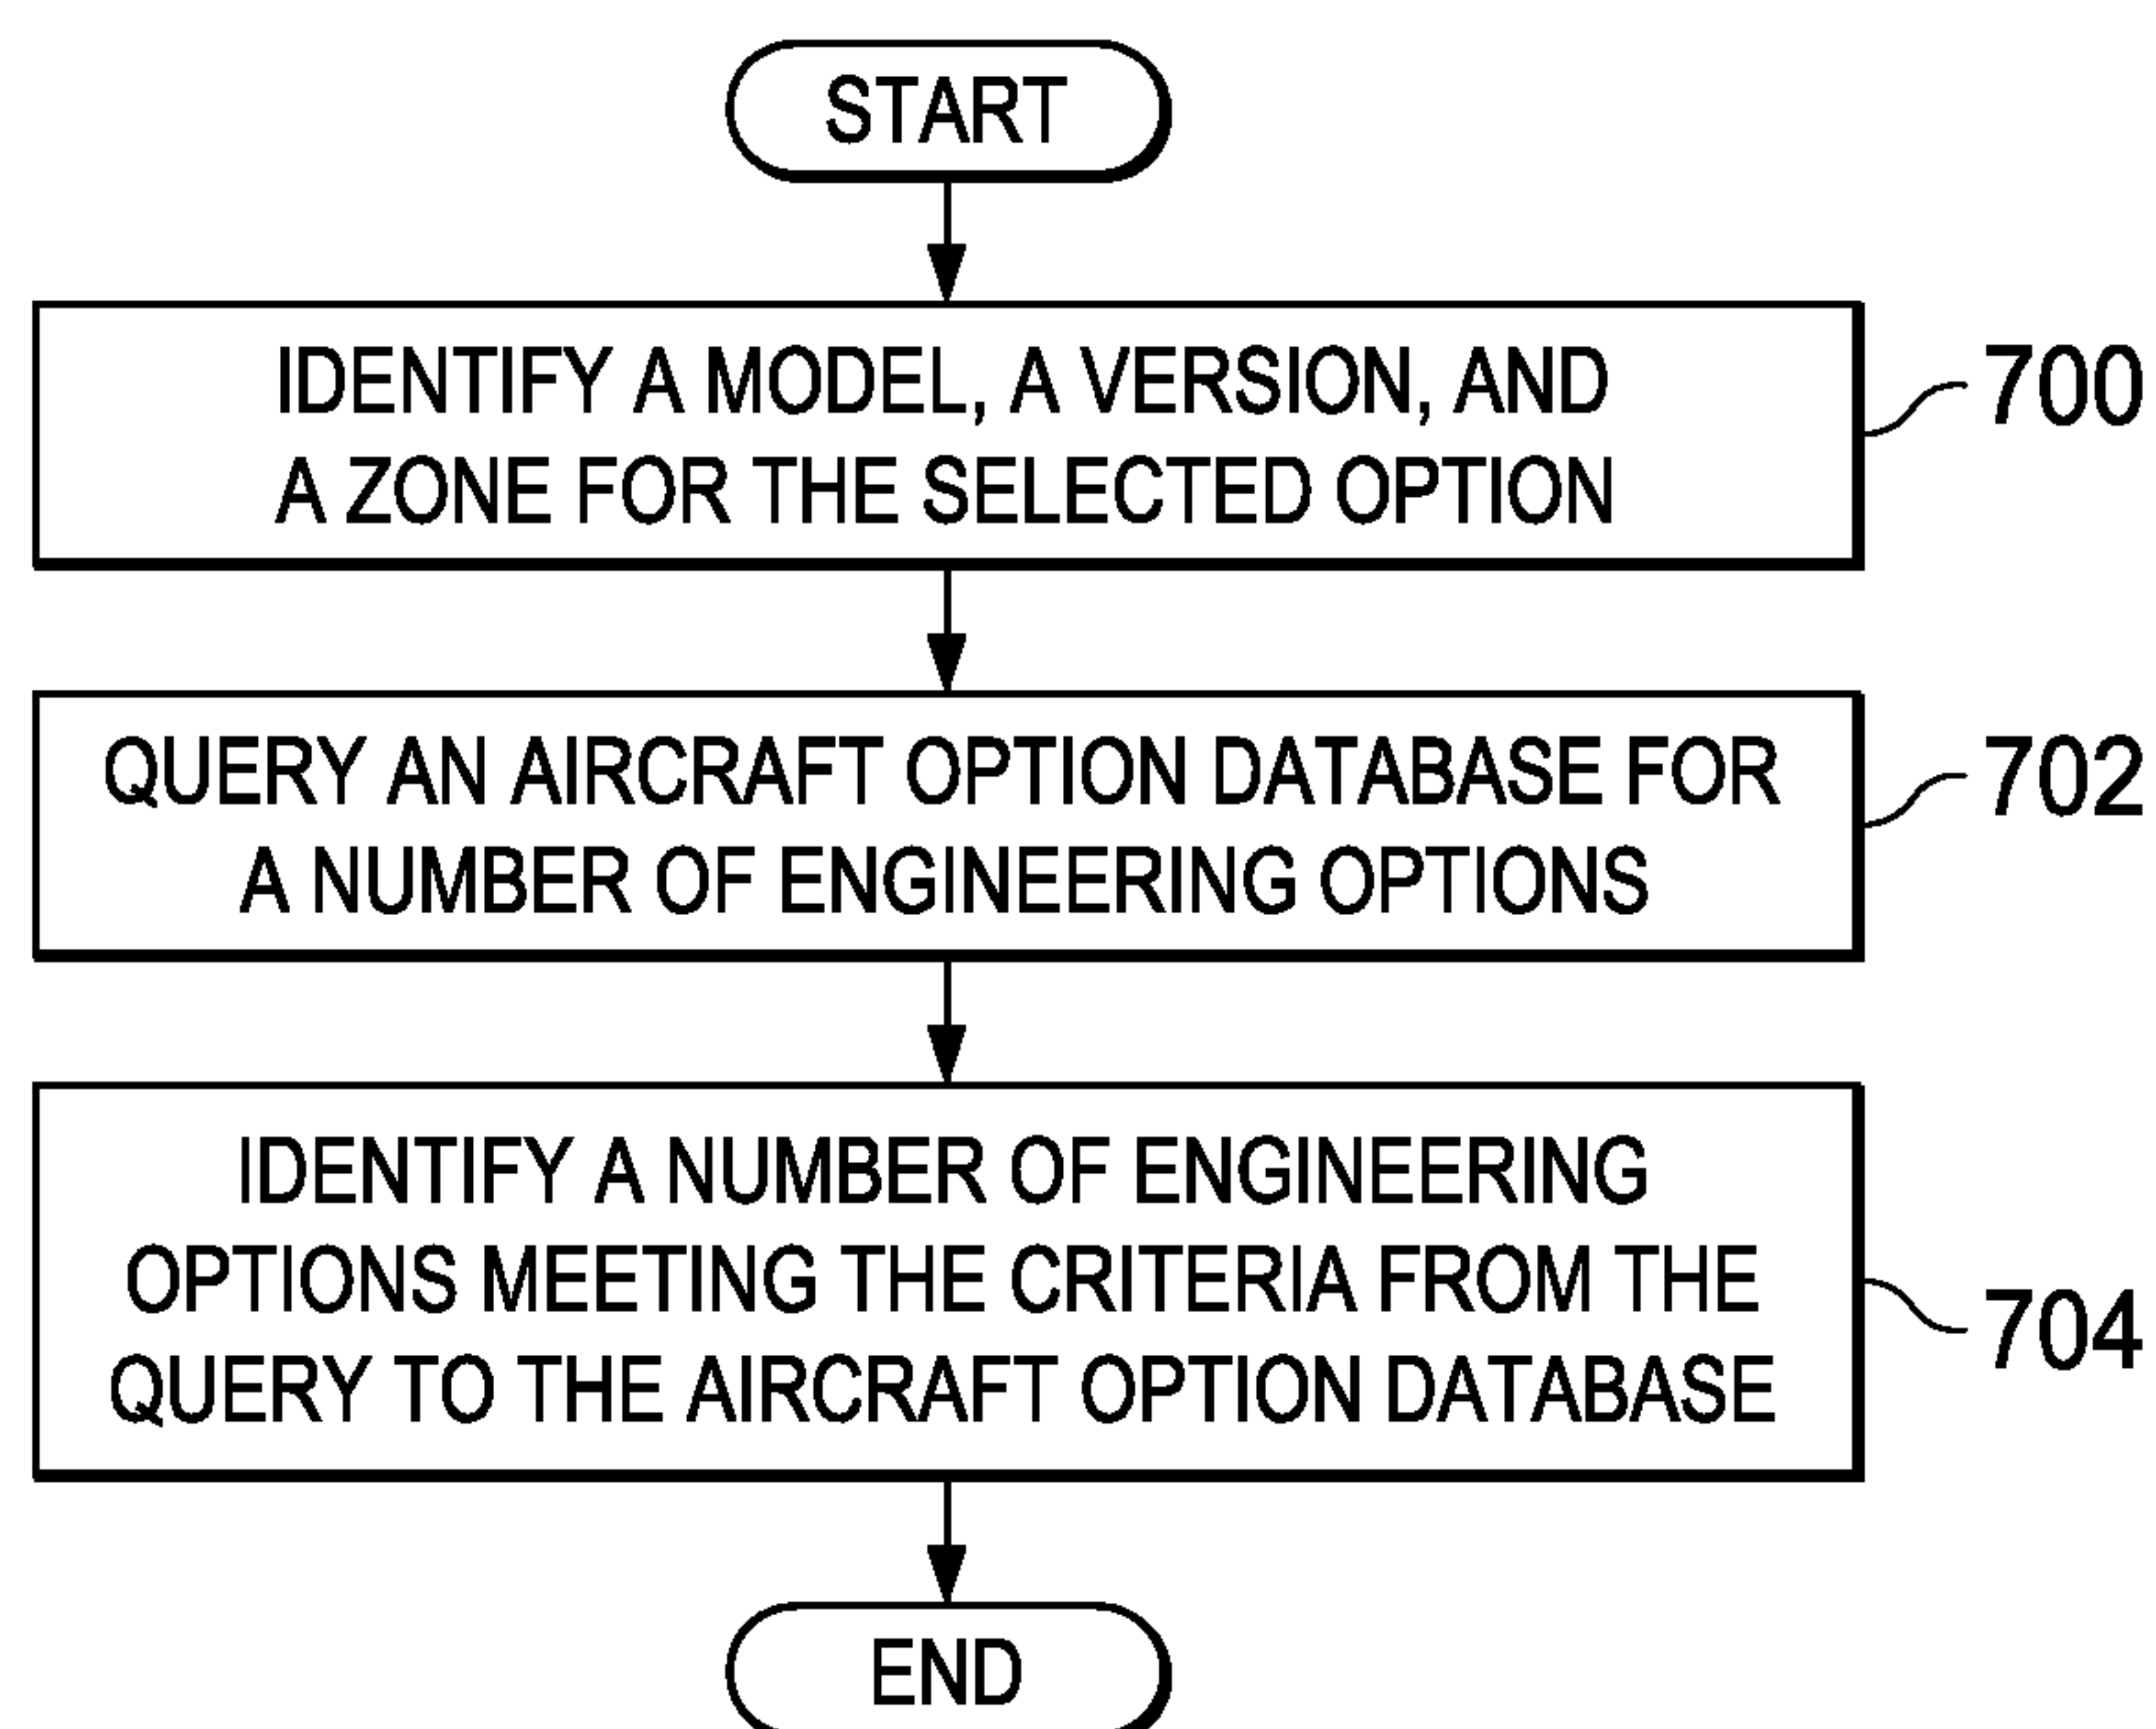 START
IDENTIFY A MODEL, A VERSION, AND
A ZONE FOR THE SELECTED OPTION
700
QUERY AN AIRCRAFT OPTION DATABASE FOR
A NUMBER OF ENGINEERING OPTIONS
702
IDENTIFY A NUMBER OF ENGINEERING
OPTIONS MEETING THE CRITERIA FROM THE
QUERY TO THE AIRCRAFT OPTION DATABASE
704
END